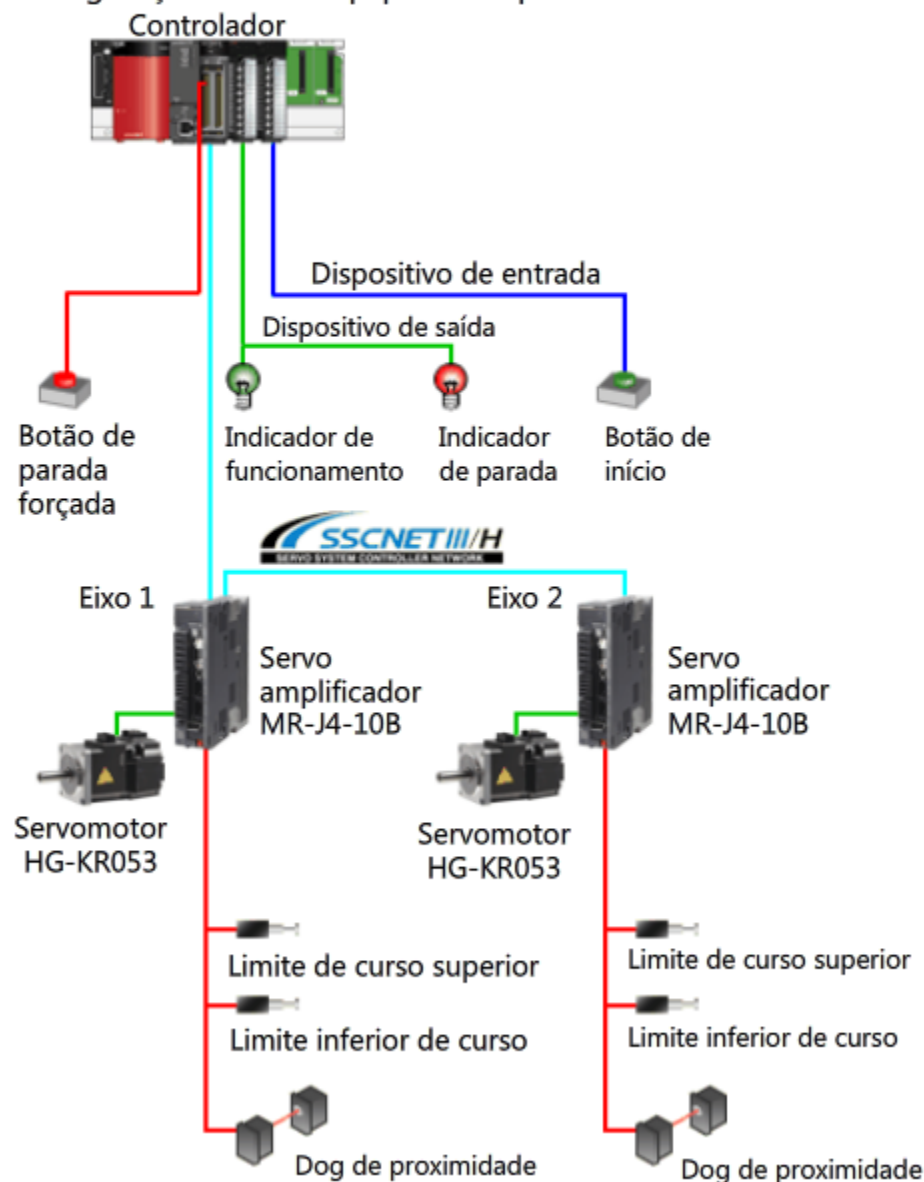 Controlador
Dispositivo de entrada
Dispositivo de saída
Botão de
parada
forçada
Indicador de
funcionamento
Indicador
de parada
Botão de
início
SSCNETIII/H
SERVO SYSTEM CONTROLLER NETWORK
Eixo 1
Eixo 2
Servo
amplificador
MR-J4-10B
Servo
amplificador
MR-J4-10B
Servomotor
HG-KR053
Servomotor
HG-KR053
Limite de curso superior
Limite de curso superior
Limite inferior de curso
Limite inferior de curso
Dog de proximidade
Dog de proximidade